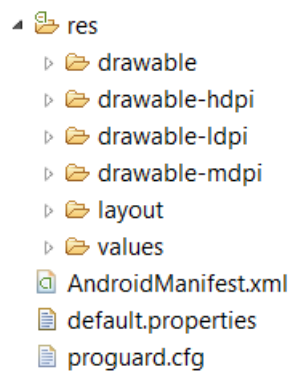 res
drawable
drawable-hdpi
drawable-ldpi
drawable-mdpi
layout
values
AndroidManifest.xml
default.properties
proguard.cfg